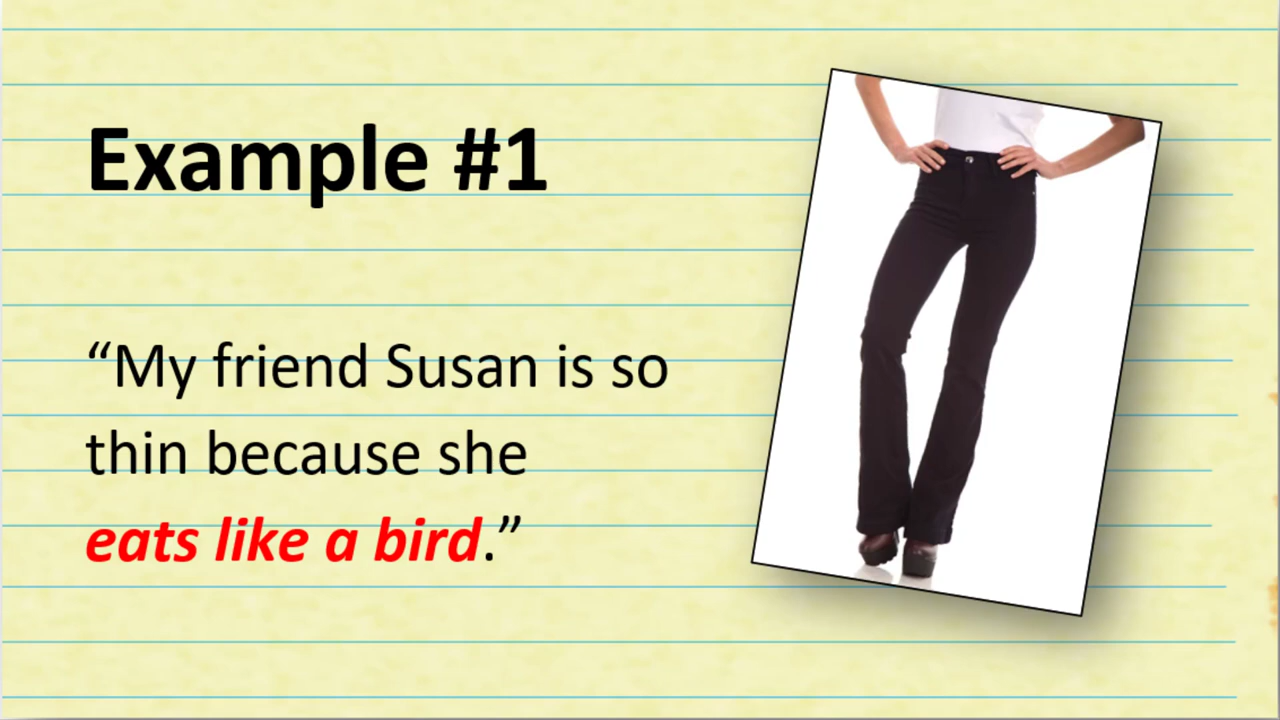 Example #1
“My friend Susan is so
thin because she
eats like a bird.”